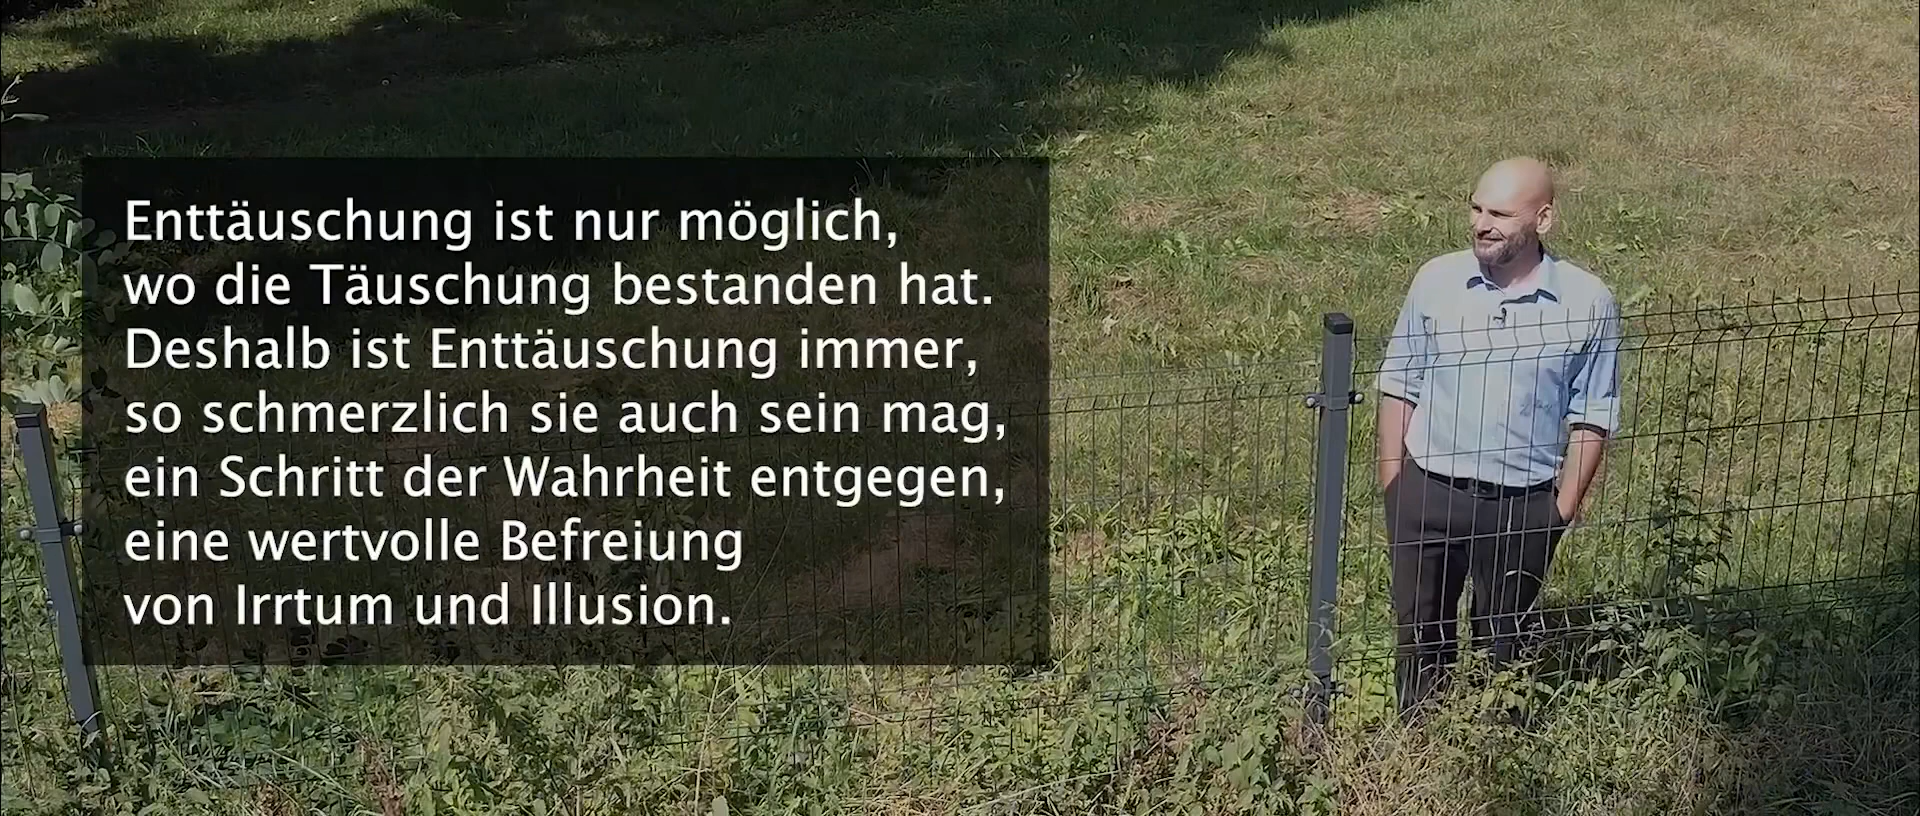 Enttäuschung ist nur möglich,
wo die Täuschung bestanden hat.
Deshalb ist Enttäuschung immer,
so schmerzlich sie auch sein mag,
ein Schritt der Wahrheit entgegen,
eine wertvolle Befreiung
von Irrtum und Illusion.